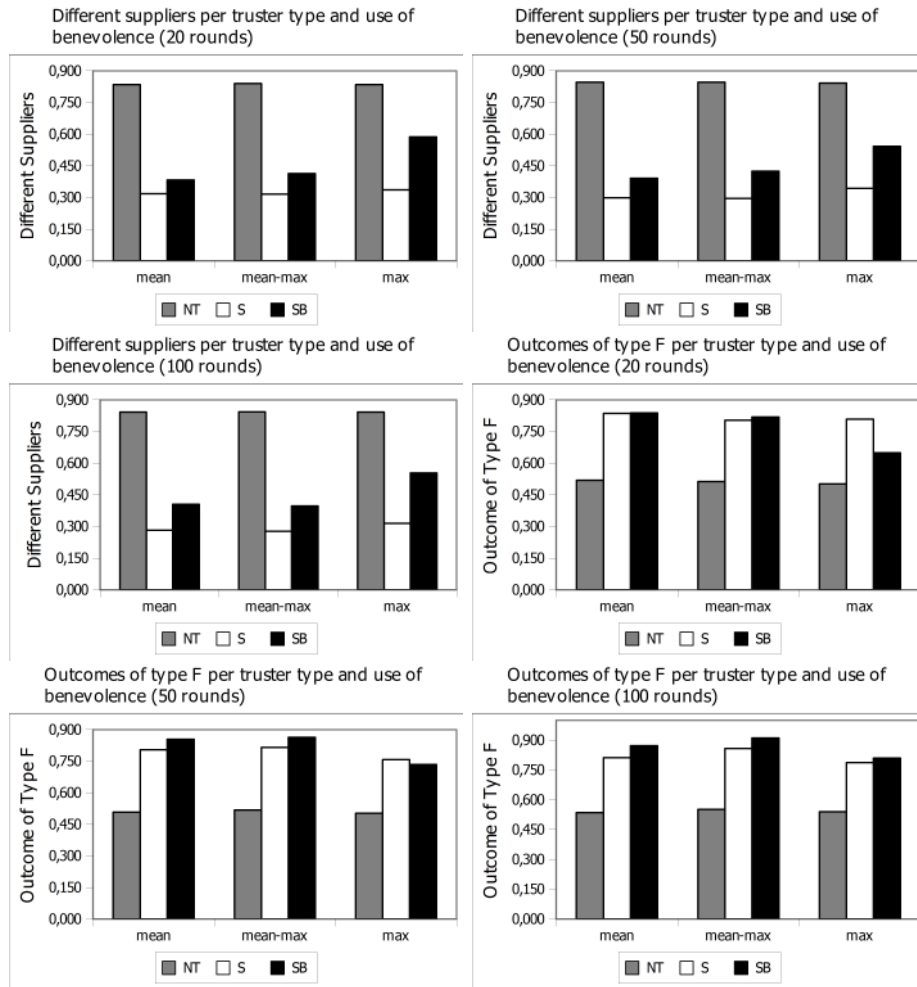 Different suppliers per truster type and use of
benevolence (20 rounds)
Different Suppliers
0,900
0,750
0,600
0,450
0,300
0,150
0,000
mean mean-max max
NT S SB
Different suppliers per truster type and use of
benevolence (50 rounds)
Different Suppliers
0,900
0,750
0,600
0,450
0,300
0,150
0,000
mean mean-max max
NT S SB
Different suppliers per truster type and use of
benevolence (100 rounds)
Different Suppliers
0,900
0,750
0,600
0,450
0,300
0,150
0,000
mean mean-max max
NT S SB
Outcomes of type F per truster type and use of
benevolence (20 rounds)
Outcome of Type F
0,900
0,750
0,600
0,450
0,300
0,150
0,000
mean mean-max max
NT S SB
Outcomes of type F per truster type and use of
benevolence (50 rounds)
Outcome of Type F
0,900
0,750
0,600
0,450
0,300
0,150
0,000
mean mean-max max
NT S SB
Outcomes of type F per truster type and use of
benevolence (100 rounds)
Outcome of Type F
0,900
0,750
0,600
0,450
0,300
0,150
0,000
mean mean-max max
NT S SB